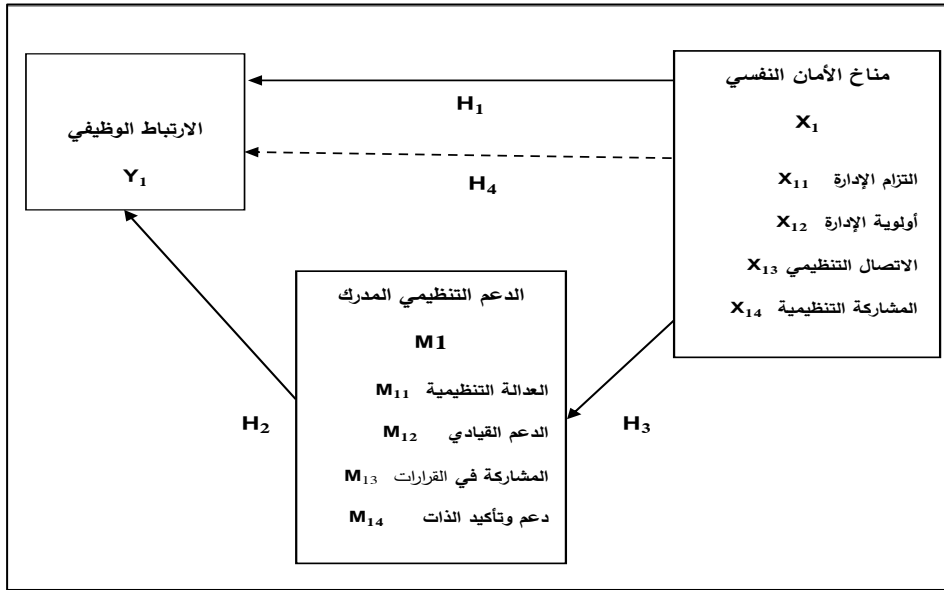 مناخ الأمان النفسي
X₁
التزام الإدارة X₁₁
أولوية الإدارة X₁₂
الاتصال التنظيمي X₁₃
المشاركة التنظيمية X₁₄
H₁
H₄
الارتباط الوظيفي
Y₁
الدعم التنظيمي المدرك
M1
العدالة التنظيمية M₁₁
الدعم القيادي M₁₂
المشاركة في القرارات M₁₃
دعم وتأكيد الذات M₁₄
H₃
H₂